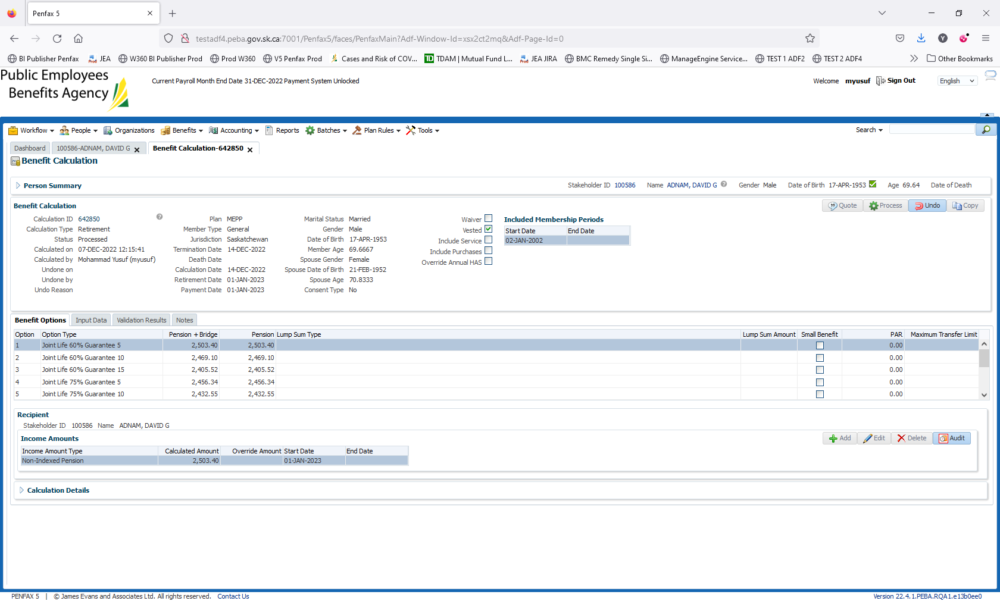 Penfax 5
testadf4.peba.gov.sk.ca:7001/Penfax5/faces/PenfaxMain?Adf-Window-Id=xsx2ct2mq&Adf-Page-Id=0
BI Publisher Penfax JEA W360 BI Publisher Prod Prod W360 V5 Penfax Prod Cases and Risk of COV... TD TDAM | Mutual Fund L... JEA JIRA BMC Remedy Single Si... ManageEngine Service... TEST 1 ADF2 TEST 2 ADF4 Other Bookmarks
Public Employees
Benefits Agency
Current Payroll Month End Date 31-DEC-2022 Payment System Unlocked
Welcome myusuf Sign Out English
Workflow People Organizations Benefits Accounting Reports Batches Plan Rules Tools Search
Dashboard 100586-ADNAM, DAVID G Benefit Calculation-642850
Benefit Calculation
Person Summary Stakeholder ID 100586 Name ADNAM, DAVID G Gender Male Date of Birth 17-APR-1953 Age 69.64 Date of Death
Benefit Calculation Quote Process Undo Copy
Calculation ID 642850 Plan MEPP Marital Status Married Waiver Included Membership Periods
Calculation Type Retirement Member Type General Gender Male Vested Start Date End Date
Status Processed Jurisdiction Saskatchewan Date of Birth 17-APR-1953 Include Service 02-JAN-2002
Calculated on 07-DEC-2022 12:15:41 Termination Date 14-DEC-2022 Member Age 69.6667 Include Purchases
Calculated by Mohammad Yusuf (myusuf) Death Date Spouse Gender Female Override Annual HAS
Undone on Calculation Date 14-DEC-2022 Spouse Date of Birth 21-FEB-1952
Undone by Retirement Date 01-JAN-2023 Spouse Age 70.8333
Undo Reason Payment Date 01-JAN-2023 Consent Type No
Benefit Options Input Data Validation Results Notes
Option Option Type Pension + Bridge Pension Lump Sum Type Lump Sum Amount Small Benefit PAR Maximum Transfer Limit
1 Joint Life 60% Guarantee 5 2,503.40 2,503.40 0.00
2 Joint Life 60% Guarantee 10 2,469.10 2,469.10 0.00
3 Joint Life 60% Guarantee 15 2,405.52 2,405.52 0.00
4 Joint Life 75% Guarantee 5 2,456.34 2,456.34 0.00
5 Joint Life 75% Guarantee 10 2,432.55 2,432.55 0.00
Recipient
Stakeholder ID 100586 Name ADNAM, DAVID G
Income Amounts Add Edit Delete Audit
Income Amount Type Calculated Amount Override Amount Start Date End Date
Non-Indexed Pension 2,503.40 01-JAN-2023
Calculation Details
PENFAX 5 | © James Evans and Associates Ltd. All rights reserved. Contact Us Version 22.4.1.PEBA.RQA1.e13b0ee0